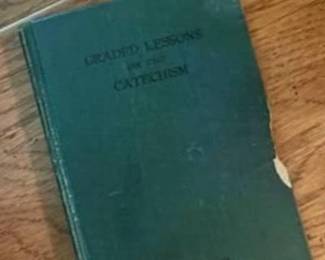 GRADED LESSONS
ON THE
CATECHISM